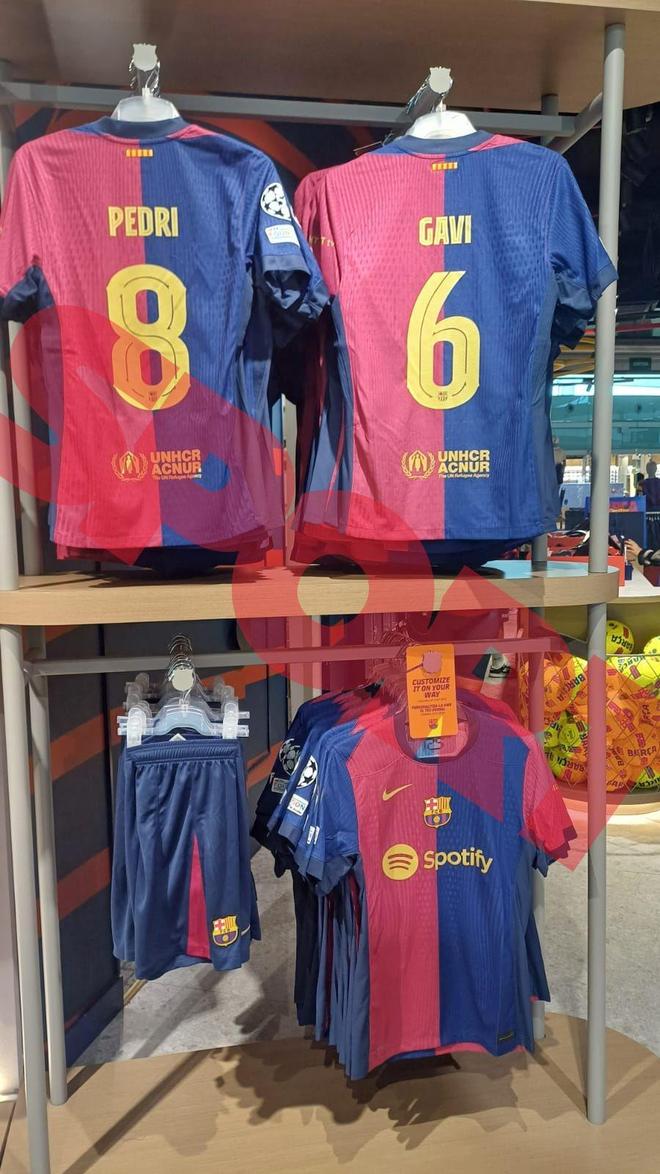 PEDRI
8
UNHCR
ACNUR
The UN Refugee Agency
GAVI
6
UNHCR
ACNUR
The UN Refugee Agency
CUSTOMIZE
IT ON YOUR
WAY
Spotify
BARÇA